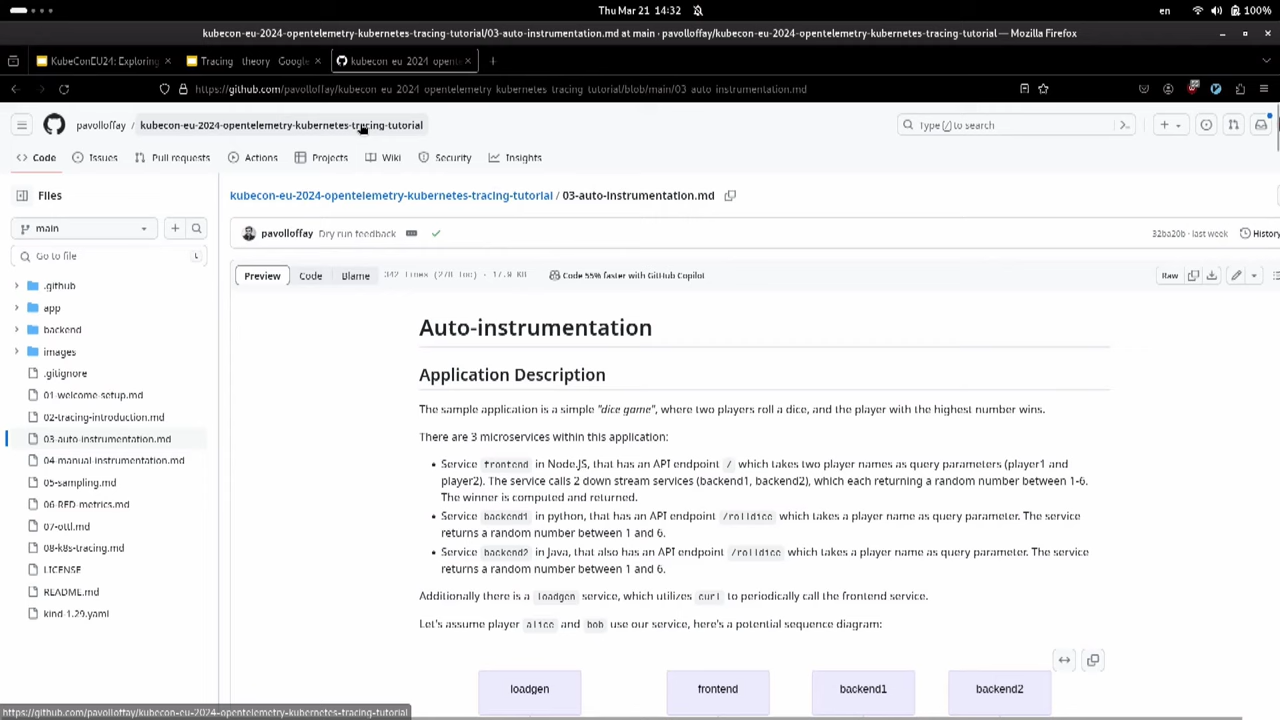 Thu Mar 21 14:32
en
100%
kubecon-eu-2024-opentelemetry-kubernetes-tracing-tutorial/03-auto-instrumentation.md at main · pavolloffay/kubecon-eu-2024-opentelemetry-kubernetes-tracing-tutorial — Mozilla Firefox
KubeConEU24: Exploring
Tracing theory Google
kubecon eu 2024 opent
https://github.com/pavolloffay/kubecon eu 2024 opentelemetry kubernetes tracing tutorial/blob/main/03 auto instrumentation.md
pavolloffay / kubecon-eu-2024-opentelemetry-kubernetes-tracing-tutorial
Type / to search
Code
Issues
Pull requests
Actions
Projects
Wiki
Security
Insights
Files
kubecon-eu-2024-opentelemetry-kubernetes-tracing-tutorial / 03-auto-instrumentation.md
main
pavolloffay Dry run feedback
32ba20b · last week
History
Go to file
t
Preview
Code
Blame
342 lines (270 loc) · 17.9 KB
Code 55% faster with GitHub Copilot
Raw
.github
app
backend
images
.gitignore
01-welcome-setup.md
02-tracing-introduction.md
03-auto-instrumentation.md
04-manual-instrumentation.md
05-sampling.md
06-RED-metrics.md
07-ottl.md
08-k8s-tracing.md
LICENSE
README.md
kind-1.29.yaml
Auto-instrumentation
Application Description
The sample application is a simple "dice game", where two players roll a dice, and the player with the highest number wins.
There are 3 microservices within this application:
• Service frontend in Node.JS, that has an API endpoint / which takes two player names as query parameters (player1 and
player2). The service calls 2 down stream services (backend1, backend2), which each returning a random number between 1-6.
The winner is computed and returned.
• Service backend1 in python, that has an API endpoint /rolldice which takes a player name as query parameter. The service
returns a random number between 1 and 6.
• Service backend2 in Java, that also has an API endpoint /rolldice which takes a player name as query parameter. The service
returns a random number between 1 and 6.
Additionally there is a loadgen service, which utilizes curl to periodically call the frontend service.
Let's assume player alice and bob use our service, here's a potential sequence diagram:
loadgen
frontend
backend1
backend2
https://github.com/pavolloffay/kubecon-eu-2024-opentelemetry-kubernetes-tracing-tutorial